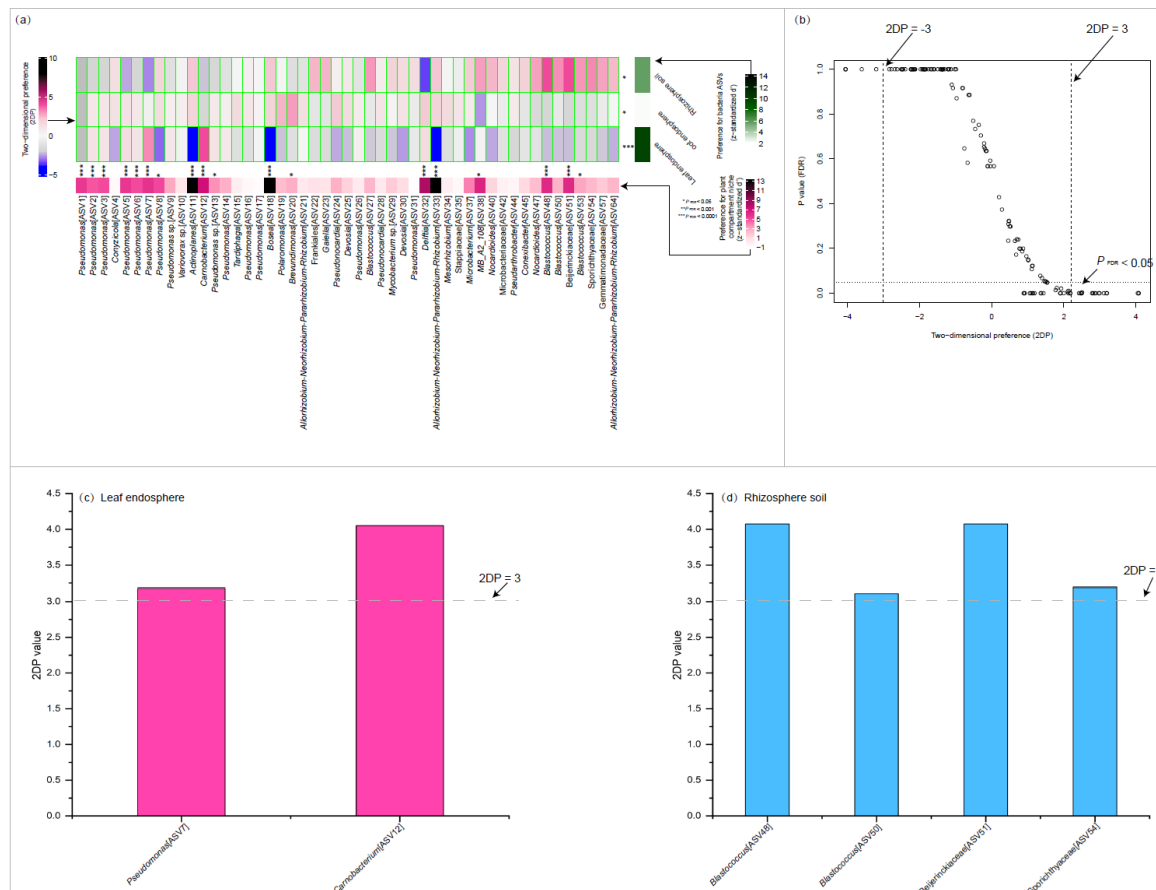 (a)
Two-dimensional preference
(2DP)
10
5
0
−5
Rhizosphere soil
oot endosphere
Leaf endosphere
*
*
***
Preference for bacteria ASVs
(z-standardized d')
14
12
10
8
6
4
2
Preference for plant
compartment niche
(z-standardized d')
13
11
9
7
5
3
1
−1
* P FDR < 0.05
** P FDR < 0.001
*** P FDR < 0.0001
*** *** *** *** *** *** * *** *** * *** * *** *** * *** *** *
Pseudomonas[ASV1]
Pseudomonas[ASV2]
Pseudomonas[ASV3]
Conyzicola[ASV4]
Pseudomonas[ASV5]
Pseudomonas[ASV6]
Pseudomonas[ASV7]
Pseudomonas[ASV8]
Pseudomonas sp.[ASV9]
Variovorax sp.[ASV10]
Actinoplanes[ASV11]
Carnobacterium[ASV12]
Pseudomonas sp.[ASV13]
Pseudomonas[ASV14]
Tardiphaga[ASV15]
Pseudomonas[ASV16]
Pseudomonas[ASV17]
Bosea[ASV18]
Polaromonas[ASV19]
Brevundimonas[ASV20]
Allorhizobium-Neorhizobium-Pararhizobium-Rhizobium[ASV21]
Frankiales[ASV22]
Gaiella[ASV23]
Pseudonocardia[ASV24]
Devosia[ASV25]
Pseudomonas[ASV26]
Blastococcus[ASV27]
Pseudonocardia[ASV28]
Mycobacterium sp.[ASV29]
Devosia[ASV30]
Pseudomonas[ASV31]
Delftia[ASV32]
Allorhizobium-Neorhizobium-Pararhizobium-Rhizobium[ASV33]
Mesorhizobium[ASV34]
Stappiaceae[ASV35]
Microbacterium[ASV37]
MB_A2_108[ASV38]
Nocardioides[ASV40]
Microbacteriaceae[ASV42]
Pseudarthrobacter[ASV44]
Conexibacter[ASV45]
Nocardioides[ASV47]
Blastococcus[ASV48]
Blastococcus[ASV50]
Beijerinckiaceae[ASV51]
Blastococcus[ASV53]
Sporichthyaceae[ASV54]
Gemmatimonadaceae[ASV57]
Allorhizobium-Neorhizobium-Pararhizobium-Rhizobium[ASV64]
(b)
2DP = -3
2DP = 3
P FDR < 0.05
P value (FDR)
1.0
0.8
0.6
0.4
0.2
0.0
−4 −2 0 2 4
Two−dimensional preference (2DP)
(c) Leaf endosphere
2DP value
4.5
4.0
3.5
3.0
2.5
2.0
1.5
1.0
0.5
0.0
2DP = 3
Pseudomonas[ASV7]
Carnobacterium[ASV12]
(d) Rhizosphere soil
2DP value
4.5
4.0
3.5
3.0
2.5
2.0
1.5
1.0
0.5
0.0
2DP =
Blastococcus[ASV48]
Blastococcus[ASV50]
Beijerinckiaceae[ASV51]
Sporichthyaceae[ASV54]